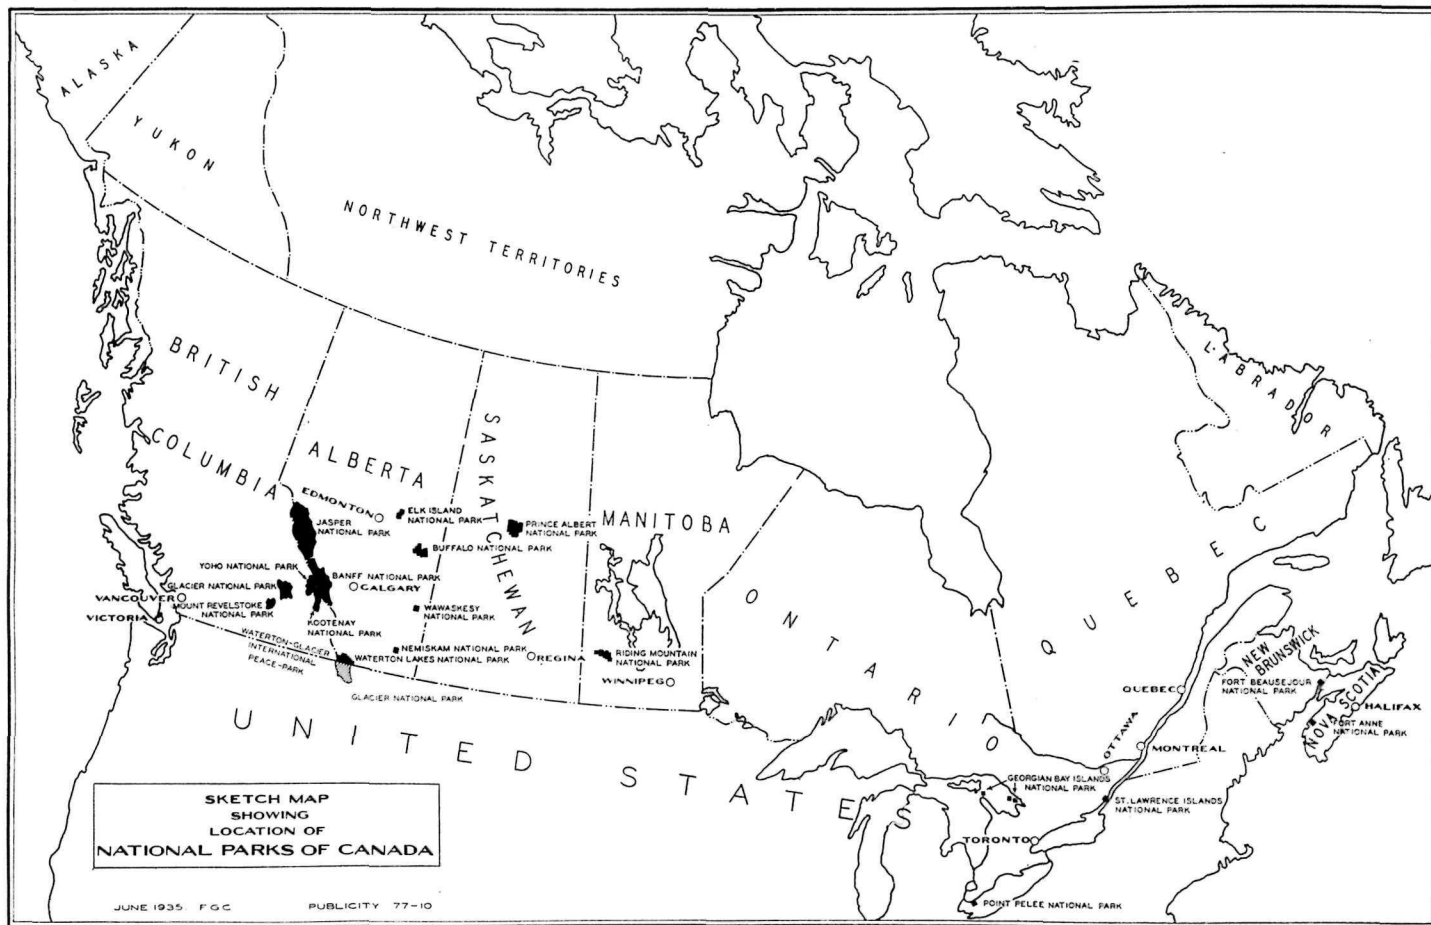 ALASKA
YUKON
NORTHWEST TERRITORIES
BRITISH
COLUMBIA
ALBERTA
SASKATCHEWAN
MANITOBA
ONTARIO
QUEBEC
LABRADOR
NEW
BRUNSWICK
NOVA SCOTIA
UNITED STATES
EDMONTON
ELK ISLAND
NATIONAL PARK
JASPER
NATIONAL PARK
PRINCE ALBERT
NATIONAL PARK
BUFFALO NATIONAL PARK
YOHO NATIONAL PARK
BANFF NATIONAL PARK
GLACIER NATIONAL PARK
CALGARY
VANCOUVER
MOUNT REVELSTOKE
NATIONAL PARK
WAWASKESY
NATIONAL PARK
VICTORIA
KOOTENAY
NATIONAL PARK
WATERTON-GLACIER
INTERNATIONAL
PEACE-PARK
NEMISKAM NATIONAL PARK
WATERTON LAKES NATIONAL PARK
REGINA
RIDING MOUNTAIN
NATIONAL PARK
WINNIPEG
GLACIER NATIONAL PARK
FORT BEAUSEJOUR
NATIONAL PARK
QUEBEC
HALIFAX
FORT ANNE
NATIONAL PARK
OTTAWA
MONTREAL
GEORGIAN BAY ISLANDS
NATIONAL PARK
ST. LAWRENCE ISLANDS
NATIONAL PARK
TORONTO
POINT PELEE NATIONAL PARK
SKETCH MAP
SHOWING
LOCATION OF
NATIONAL PARKS OF CANADA
JUNE 1935 FGC
PUBLICITY 77-10